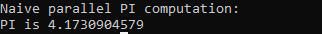 Naive parallel PI computation:
PI is 4.1730904579